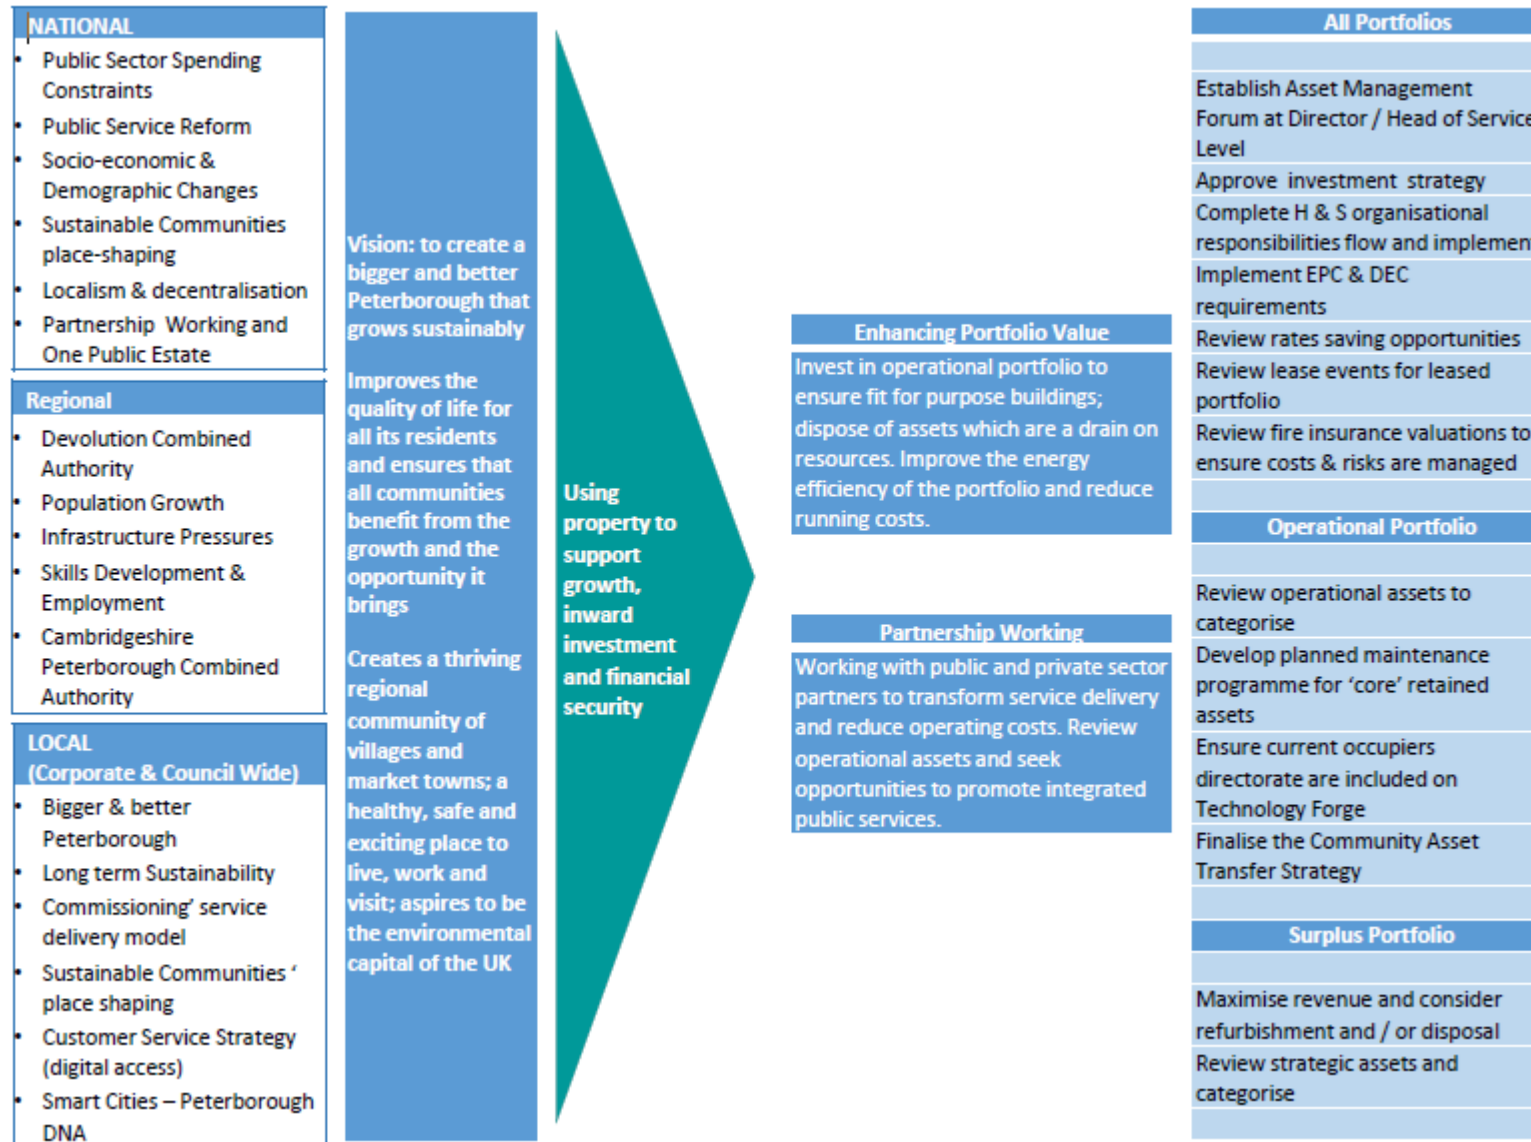 NATIONAL
• Public Sector Spending
Constraints
• Public Service Reform
• Socio-economic &
Demographic Changes
• Sustainable Communities
place-shaping
• Localism & decentralisation
• Partnership Working and
One Public Estate
Regional
• Devolution Combined
Authority
• Population Growth
• Infrastructure Pressures
• Skills Development &
Employment
• Cambridgeshire
Peterborough Combined
Authority
LOCAL
(Corporate & Council Wide)
• Bigger & better
Peterborough
• Long term Sustainability
• Commissioning’ service
delivery model
• Sustainable Communities ‘
place shaping
• Customer Service Strategy
(digital access)
• Smart Cities – Peterborough
DNA
Vision: to create a
bigger and better
Peterborough that
grows sustainably
Improves the
quality of life for
all its residents
and ensures that
all communities
benefit from the
growth and the
opportunity it
brings
Creates a thriving
regional
community of
villages and
market towns; a
healthy, safe and
exciting place to
live, work and
visit; aspires to be
the environmental
capital of the UK
Using
property to
support
growth,
inward
investment
and financial
security
Enhancing Portfolio Value
Invest in operational portfolio to
ensure fit for purpose buildings;
dispose of assets which are a drain on
resources. Improve the energy
efficiency of the portfolio and reduce
running costs.
Partnership Working
Working with public and private sector
partners to transform service delivery
and reduce operating costs. Review
operational assets and seek
opportunities to promote integrated
public services.
All Portfolios
Establish Asset Management
Forum at Director / Head of Service
Level
Approve investment strategy
Complete H & S organisational
responsibilities flow and implement
Implement EPC & DEC
requirements
Review rates saving opportunities
Review lease events for leased
portfolio
Review fire insurance valuations to
ensure costs & risks are managed
Operational Portfolio
Review operational assets to
categorise
Develop planned maintenance
programme for ‘core’ retained
assets
Ensure current occupiers
directorate are included on
Technology Forge
Finalise the Community Asset
Transfer Strategy
Surplus Portfolio
Maximise revenue and consider
refurbishment and / or disposal
Review strategic assets and
categorise